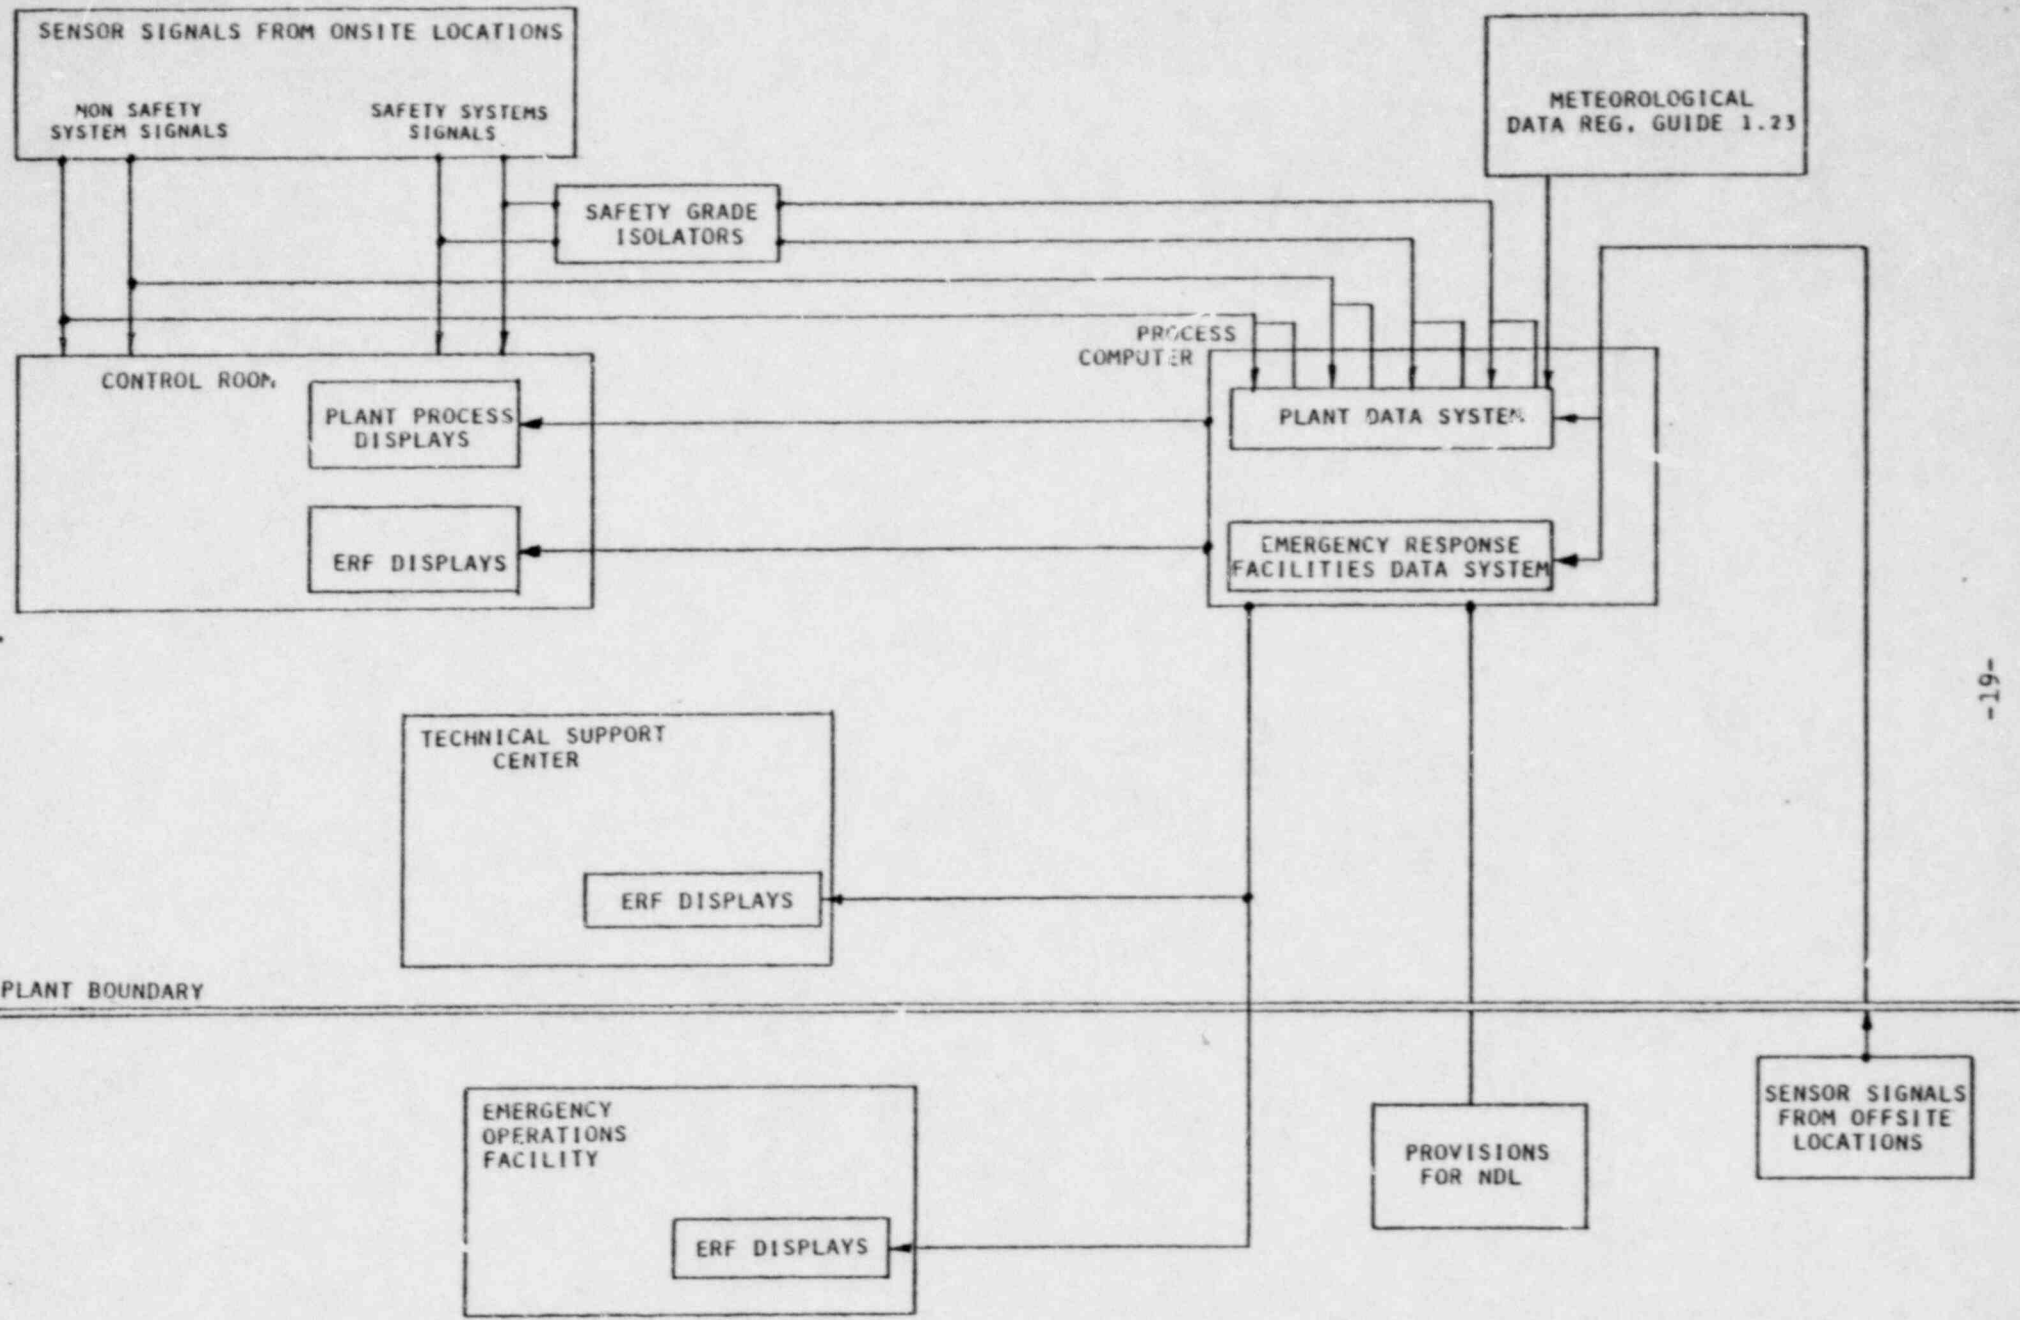 SENSOR SIGNALS FROM ONSITE LOCATIONS
NON SAFETY
SYSTEM SIGNALS
SAFETY SYSTEMS
SIGNALS
METEOROLOGICAL
DATA REG. GUIDE 1.23
SAFETY GRADE
ISOLATORS
PROCESS
COMPUTER
CONTROL ROOM
PLANT PROCESS
DISPLAYS
ERF DISPLAYS
PLANT DATA SYSTEM
EMERGENCY RESPONSE
FACILITIES DATA SYSTEM
TECHNICAL SUPPORT
CENTER
ERF DISPLAYS
-19-
PLANT BOUNDARY
EMERGENCY
OPERATIONS
FACILITY
ERF DISPLAYS
PROVISIONS
FOR NDL
SENSOR SIGNALS
FROM OFFSITE
LOCATIONS